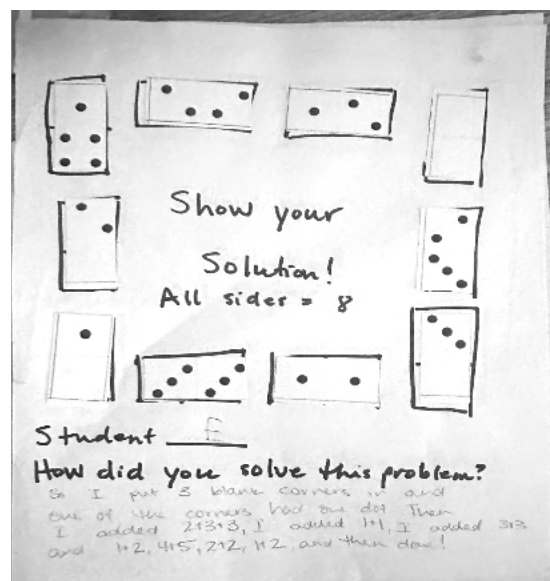 Show your
Solution!
All sides = 8
Student E
How did you solve this problem?
So I put 3 blank corners in and
one of the corners had one dot. Then
I added 2+3+3, I added 1+1, I added 3+3
and 1+2, 4+5, 2+2, 1+2, and then done!